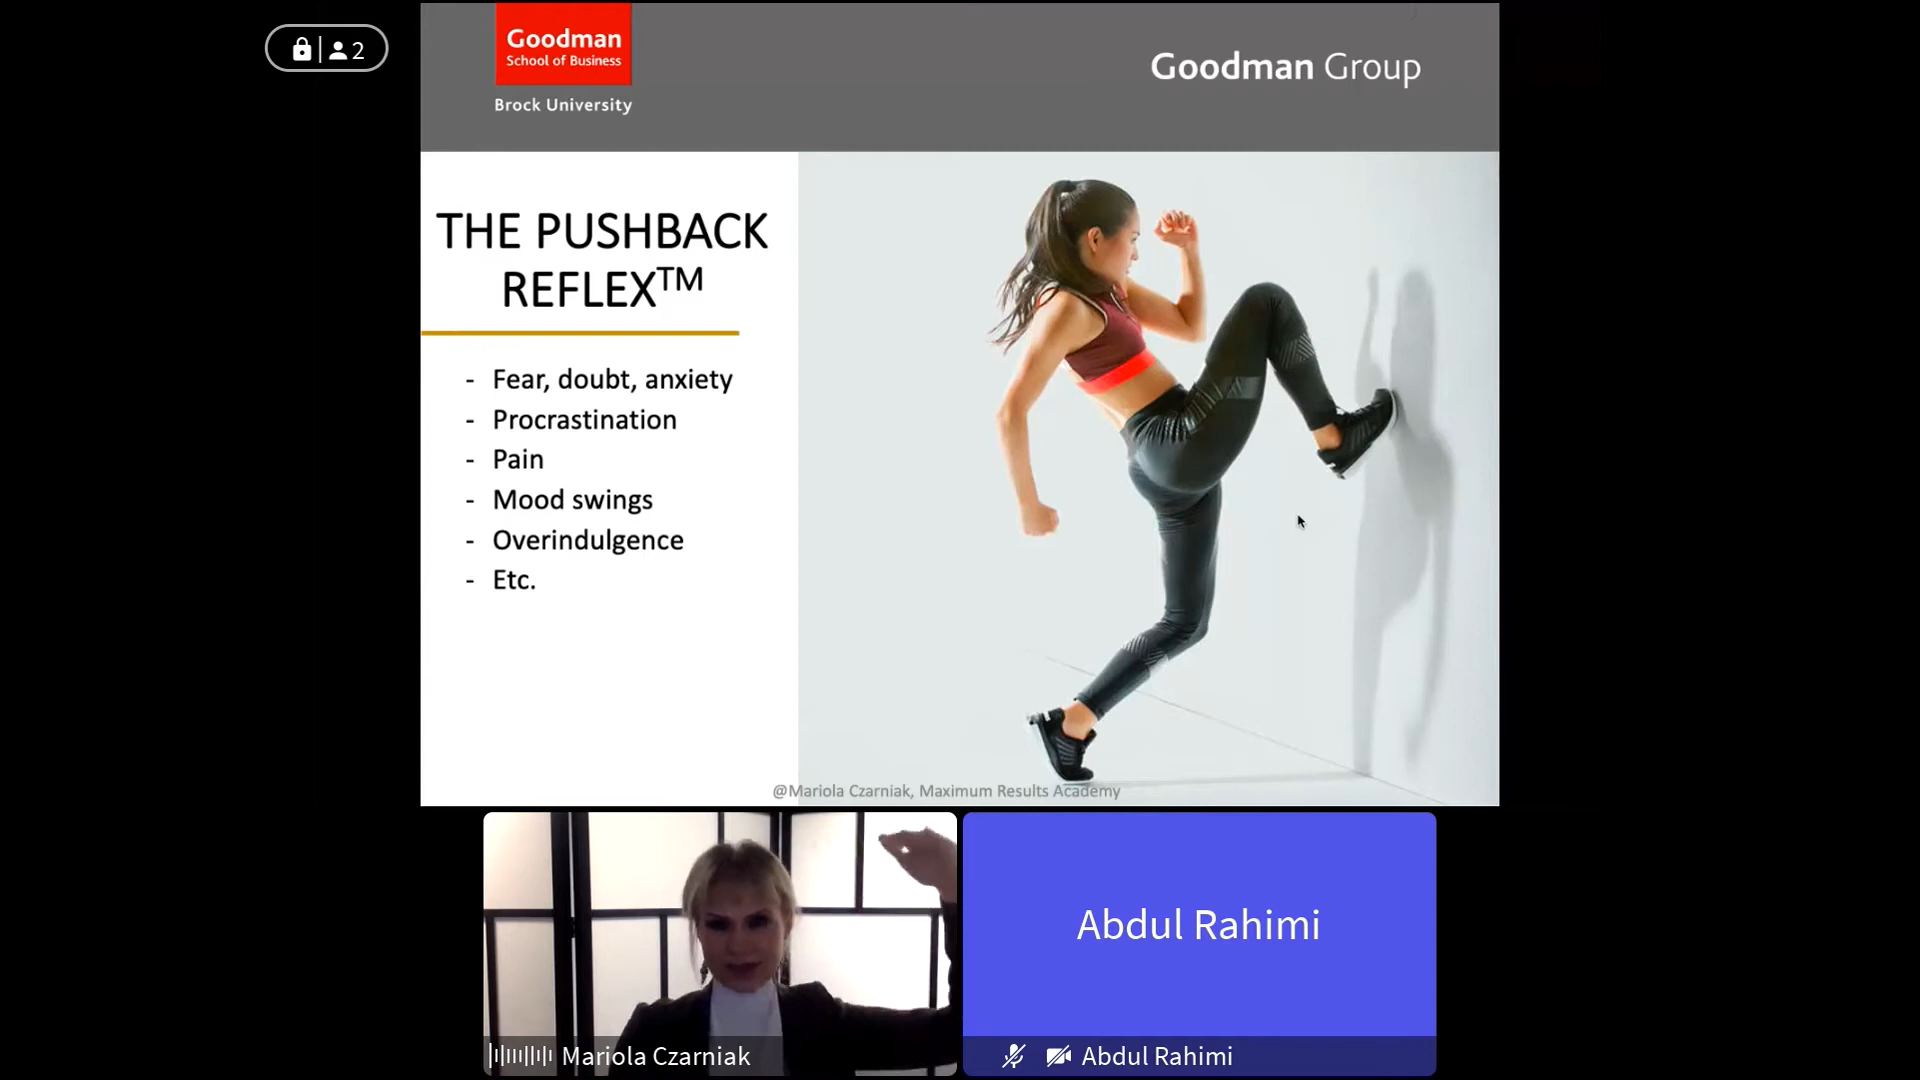 2
Goodman
School of Business
Brock University
Goodman Group
THE PUSHBACK
REFLEX™
- Fear, doubt, anxiety
- Procrastination
- Pain
- Mood swings
- Overindulgence
- Etc.
@Mariola Czarniak, Maximum Results Academy
Abdul Rahimi
Mariola Czarniak
Abdul Rahimi